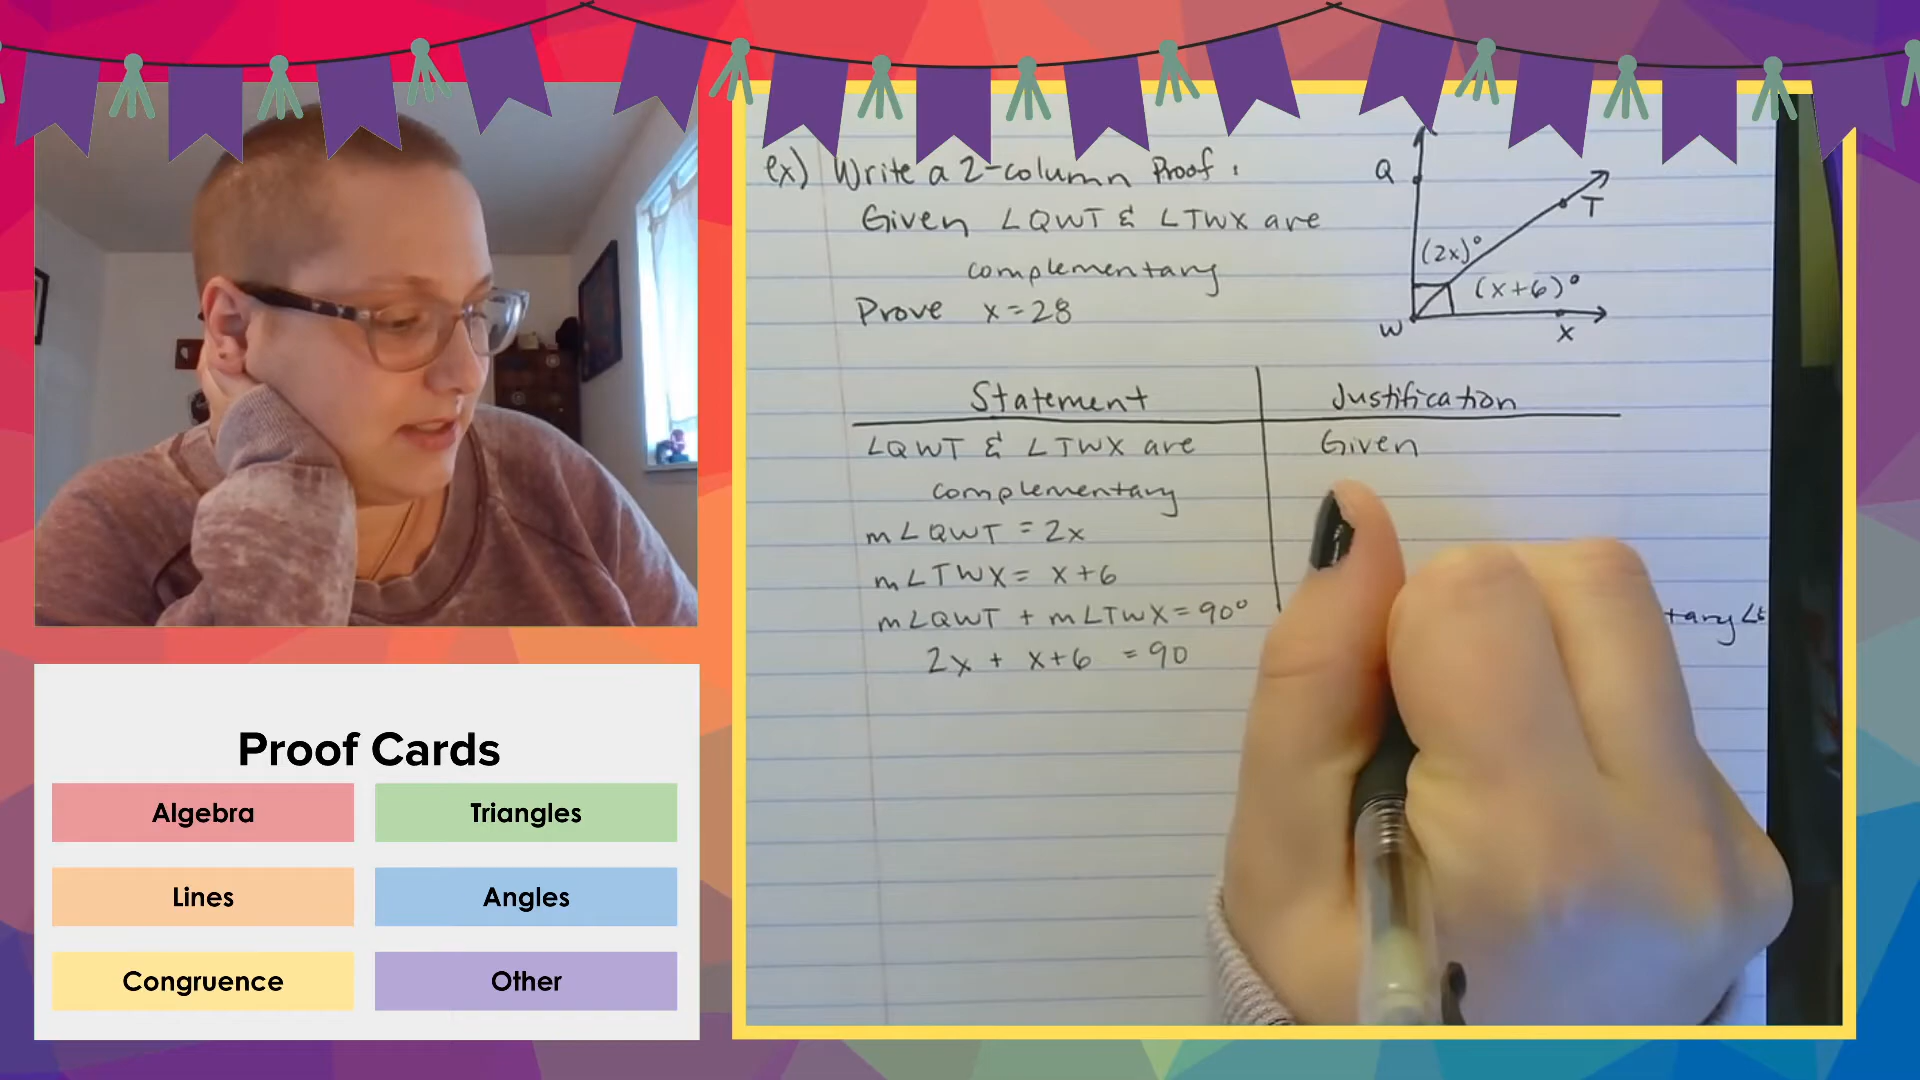 ex) Write a 2-column Proof:
Given ∠QWT & ∠TWX are
complementary
Prove x=28
Q
T
(2x)°
(x+6)°
W
X
Statement Justification
∠QWT & ∠TWX are Given
complementary
m∠QWT = 2x
m∠TWX = x+6
m∠QWT + m∠TWX = 90° tary ∠s
2x + x+6 = 90
Proof Cards
Algebra Triangles
Lines Angles
Congruence Other